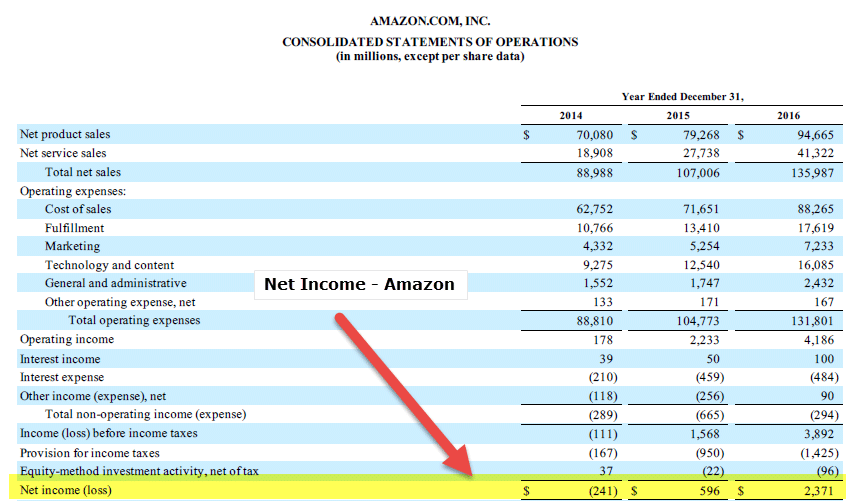 AMAZON.COM, INC.
CONSOLIDATED STATEMENTS OF OPERATIONS
(in millions, except per share data)
Year Ended December 31,
2014 2015 2016
Net product sales $ 70,080 $ 79,268 $ 94,665
Net service sales 18,908 27,738 41,322
Total net sales 88,988 107,006 135,987
Operating expenses:
Cost of sales 62,752 71,651 88,265
Fulfillment 10,766 13,410 17,619
Marketing 4,332 5,254 7,233
Technology and content 9,275 12,540 16,085
General and administrative 1,552 1,747 2,432
Net Income - Amazon
Other operating expense, net 133 171 167
Total operating expenses 88,810 104,773 131,801
Operating income 178 2,233 4,186
Interest income 39 50 100
Interest expense (210) (459) (484)
Other income (expense), net (118) (256) 90
Total non-operating income (expense) (289) (665) (294)
Income (loss) before income taxes (111) 1,568 3,892
Provision for income taxes (167) (950) (1,425)
Equity-method investment activity, net of tax 37 (22) (96)
Net income (loss) $ (241) $ 596 $ 2,371